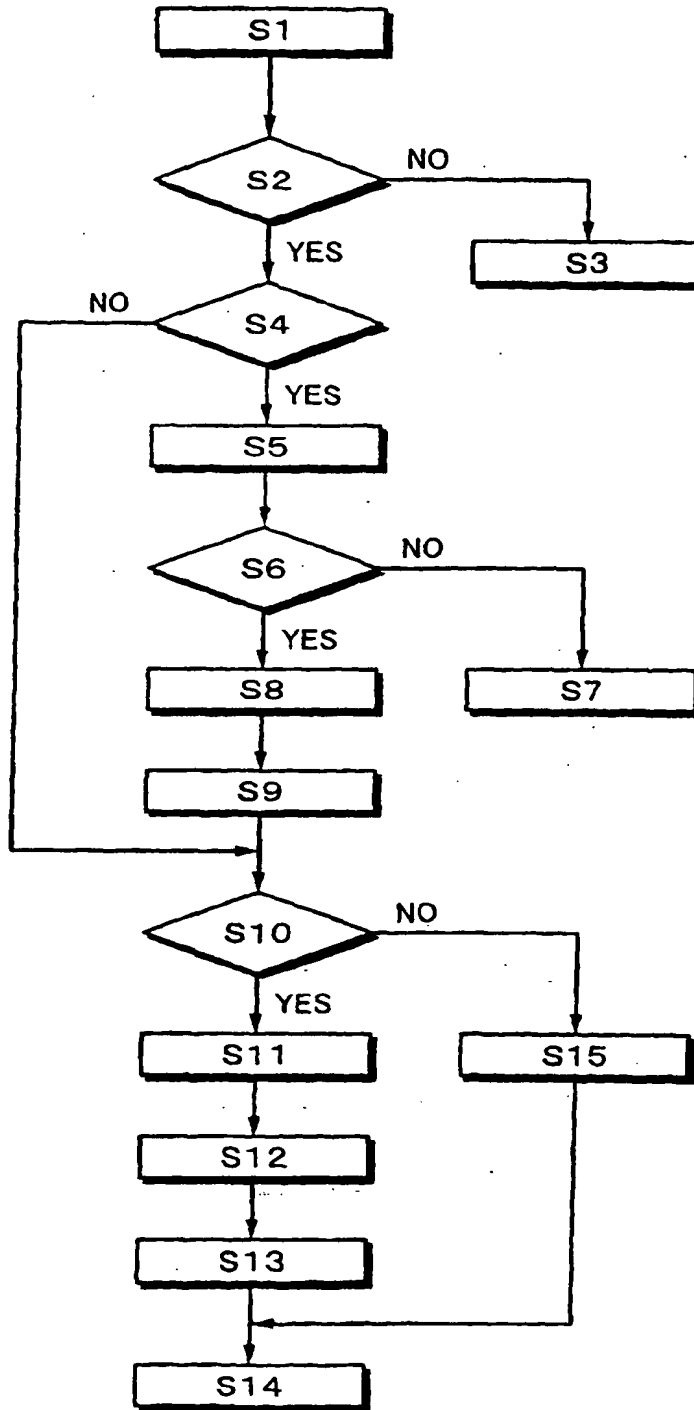 S1
S2
NO
YES
S3
NO
S4
YES
S5
S6
NO
YES
S8
S7
S9
S10
NO
YES
S11
S15
S12
S13
S14